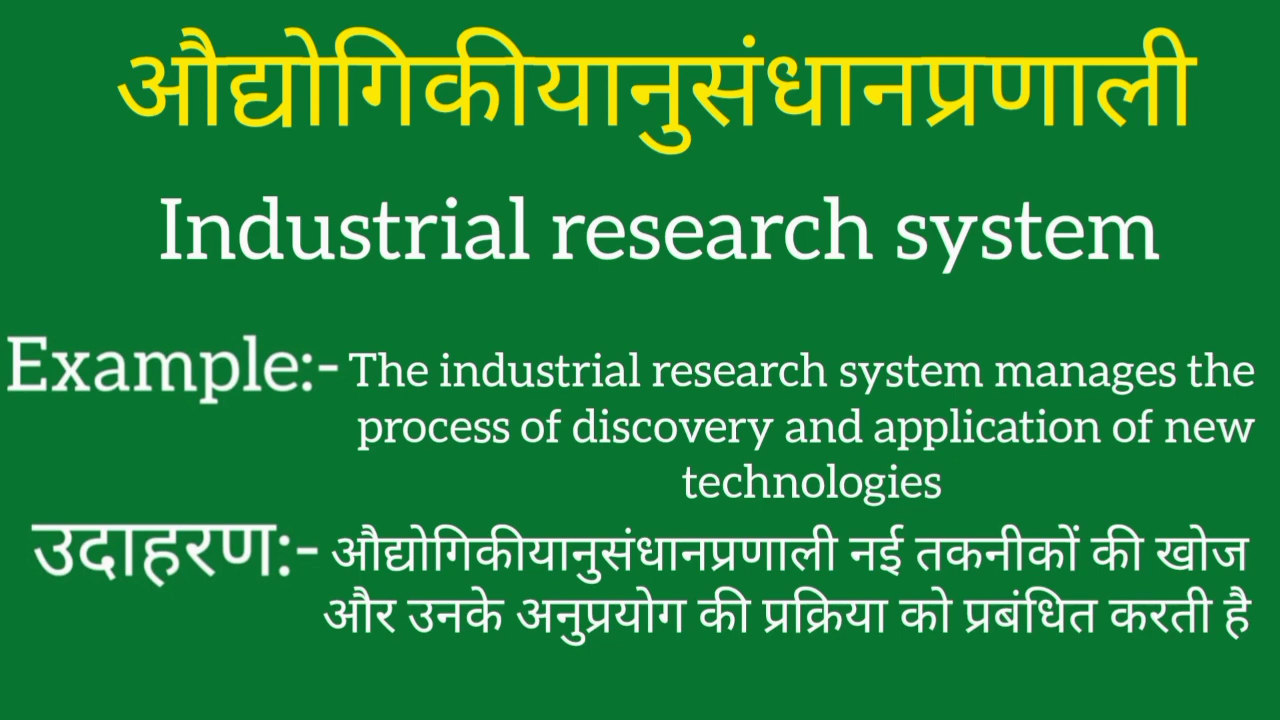 औद्योगिकीयानुसंधानप्रणाली
Industrial research system
Example:- The industrial research system manages the
process of discovery and application of new
technologies
उदाहरण:- औद्योगिकीयानुसंधानप्रणाली नई तकनीकों की खोज
और उनके अनुप्रयोग की प्रक्रिया को प्रबंधित करती है